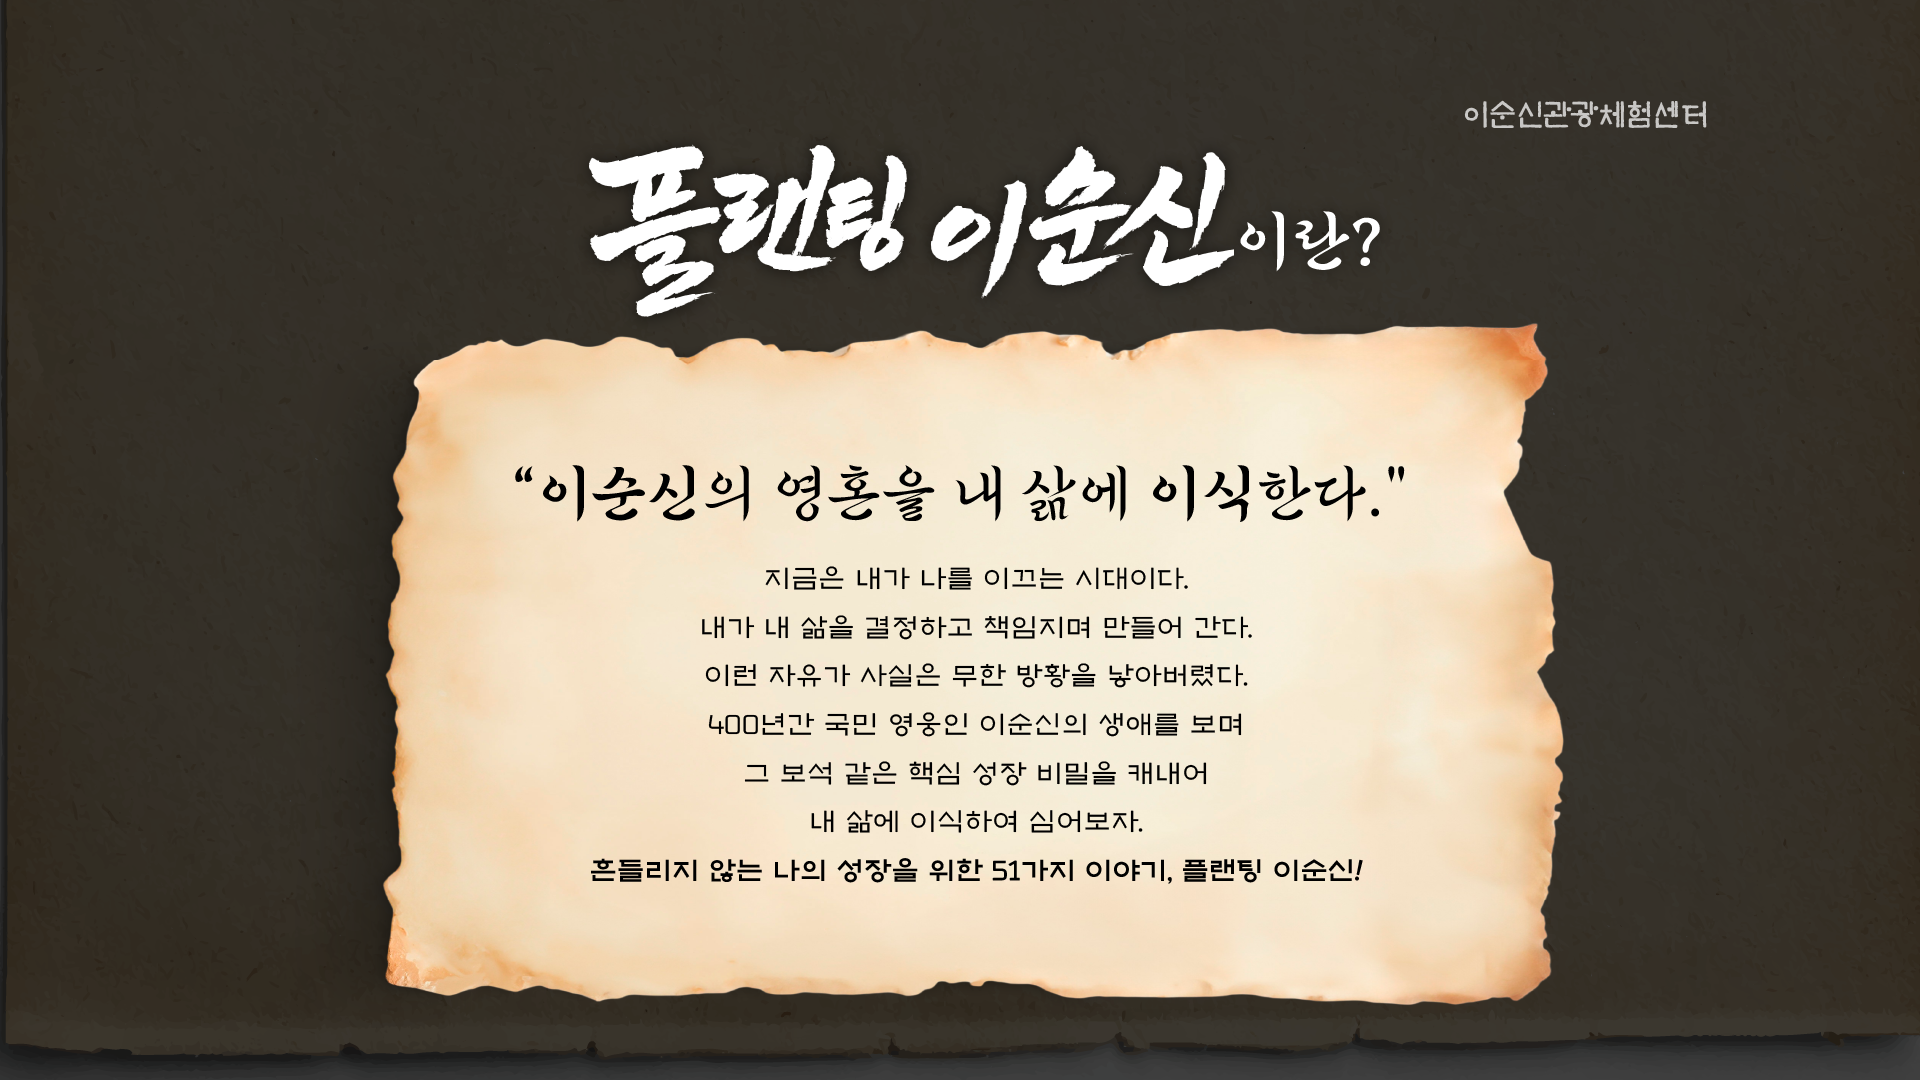 이순신관광체험센터
플랜팅 이순신이란?
“이순신의 영혼을 내 삶에 이식한다."
지금은 내가 나를 이끄는 시대이다.
내가 내 삶을 결정하고 책임지며 만들어 간다.
이런 자유가 사실은 무한 방황을 낳아버렸다.
400년간 국민 영웅인 이순신의 생애를 보며
그 보석 같은 핵심 성장 비밀을 캐내어
내 삶에 이식하여 심어보자.
흔들리지 않는 나의 성장을 위한 51가지 이야기, 플랜팅 이순신!